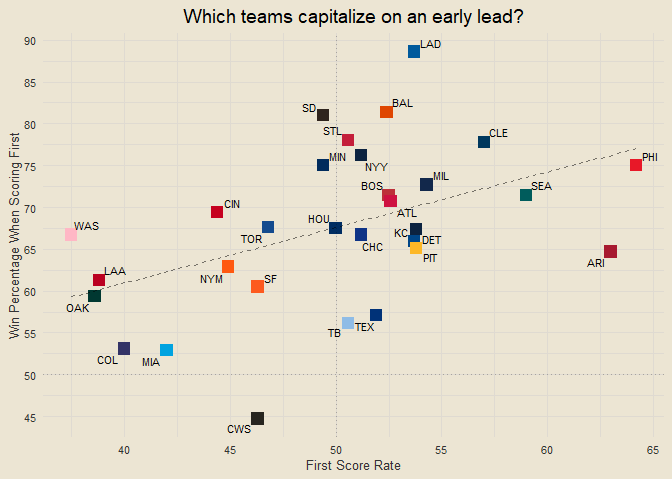 Which teams capitalize on an early lead?
90
LAD
85
BAL
SD
80
STL
CLE
Win Percentage When Scoring First
75
MIN
NYY
PHI
MIL
BOS
SEA
70
CIN
ATL
HOU
WAS
TOR
KC
DET
CHC
65
PIT
ARI
LAA
NYM
SF
60
OAK
TB
TEX
55
COL
MIA
50
45
CWS
40
45
50
55
60
65
First Score Rate